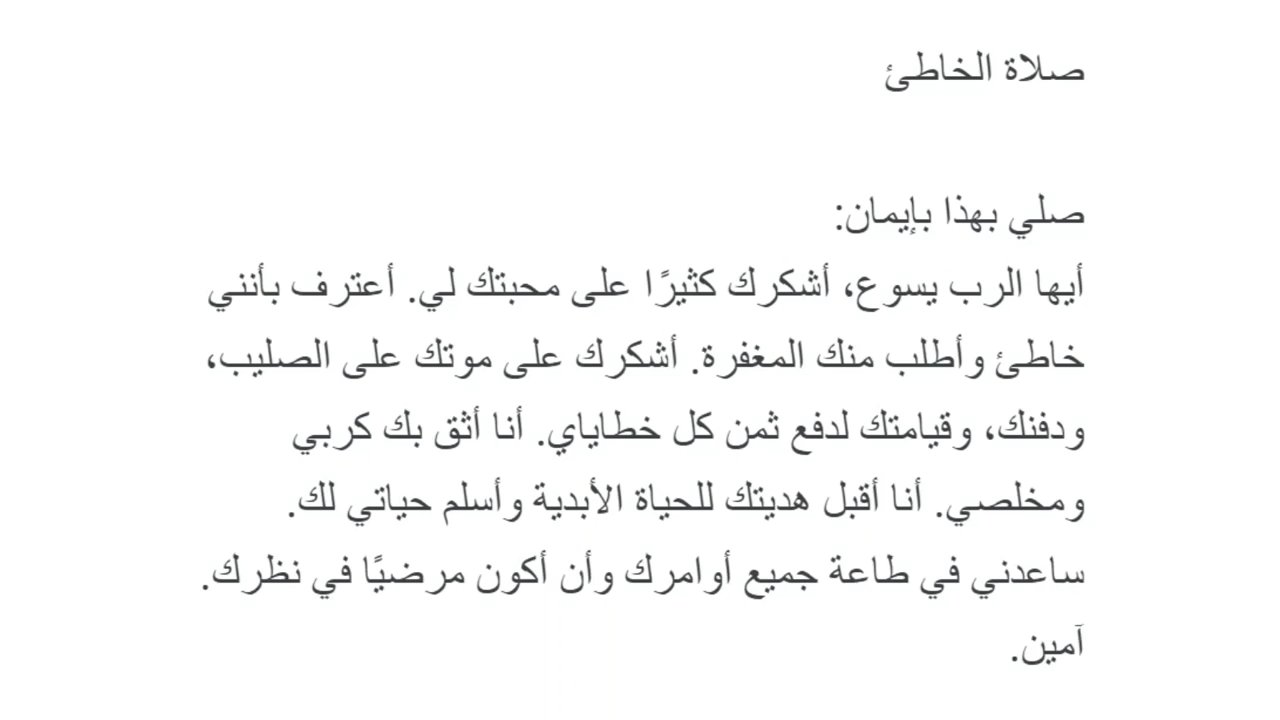 صلاة الخاطئ
صلي بهذا بإيمان:
أيها الرب يسوع، أشكرك كثيرًا على محبتك لي. أعترف بأنني
خاطئ وأطلب منك المغفرة. أشكرك على موتك على الصليب،
ودفنك، وقيامتك لدفع ثمن كل خطاياي. أنا أثق بك كربي
ومخلصي. أنا أقبل هديتك للحياة الأبدية وأسلم حياتي لك.
ساعدني في طاعة جميع أوامرك وأن أكون مرضيًا في نظرك.
آمين.